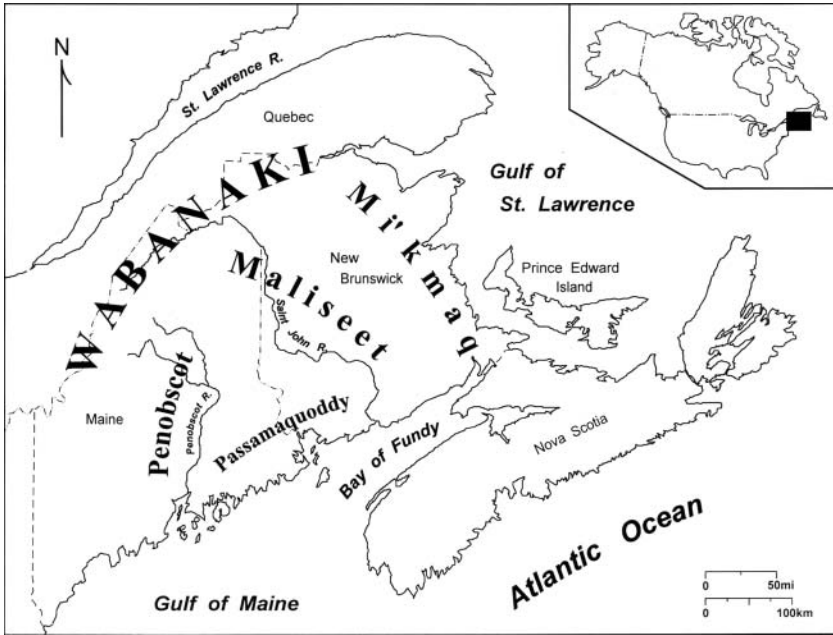 N
St. Lawrence R.
Quebec
WABANAKI
Mi'kmaq
Gulf of
St. Lawrence
Maliseet
New
Brunswick
Prince Edward
Island
Saint
John R.
Penobscot
Penobscot R.
Maine
Passamaquoddy
Bay of Fundy
Nova Scotia
Atlantic Ocean
Gulf of Maine
0 50mi
0 100km